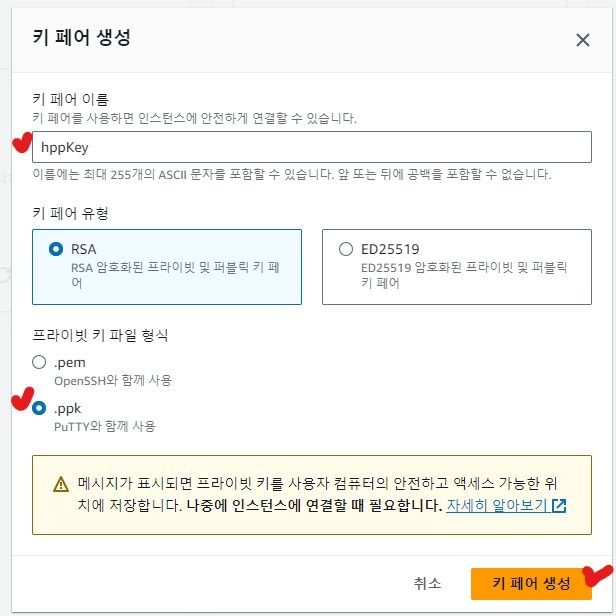 키 페어 생성
키 페어 이름
키 페어를 사용하면 인스턴스에 안전하게 연결할 수 있습니다.
hppKey
이름에는 최대 255개의 ASCII 문자를 포함할 수 있습니다. 앞 또는 뒤에 공백을 포함할 수 없습니다.
키 페어 유형
RSA
RSA 암호화된 프라이빗 및 퍼블릭 키 페
어
ED25519
ED25519 암호화된 프라이빗 및 퍼블릭
키 페어
프라이빗 키 파일 형식
.pem
OpenSSH와 함께 사용
.ppk
PuTTY와 함께 사용
메시지가 표시되면 프라이빗 키를 사용자 컴퓨터의 안전하고 액세스 가능한 위
치에 저장합니다. 나중에 인스턴스에 연결할 때 필요합니다. 자세히 알아보기
취소
키 페어 생성